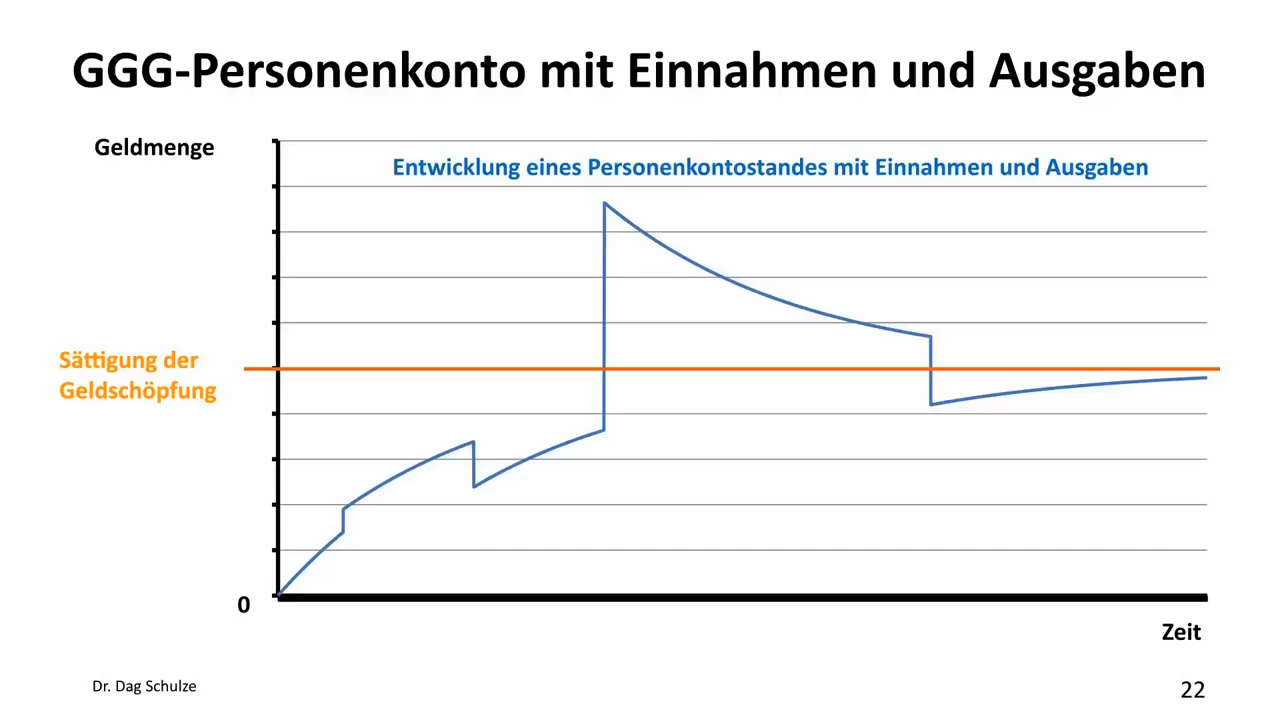 GGG-Personenkonto mit Einnahmen und Ausgaben
Geldmenge
Entwicklung eines Personenkontostandes mit Einnahmen und Ausgaben
Sättigung der
Geldschöpfung
0
Zeit
Dr. Dag Schulze
22